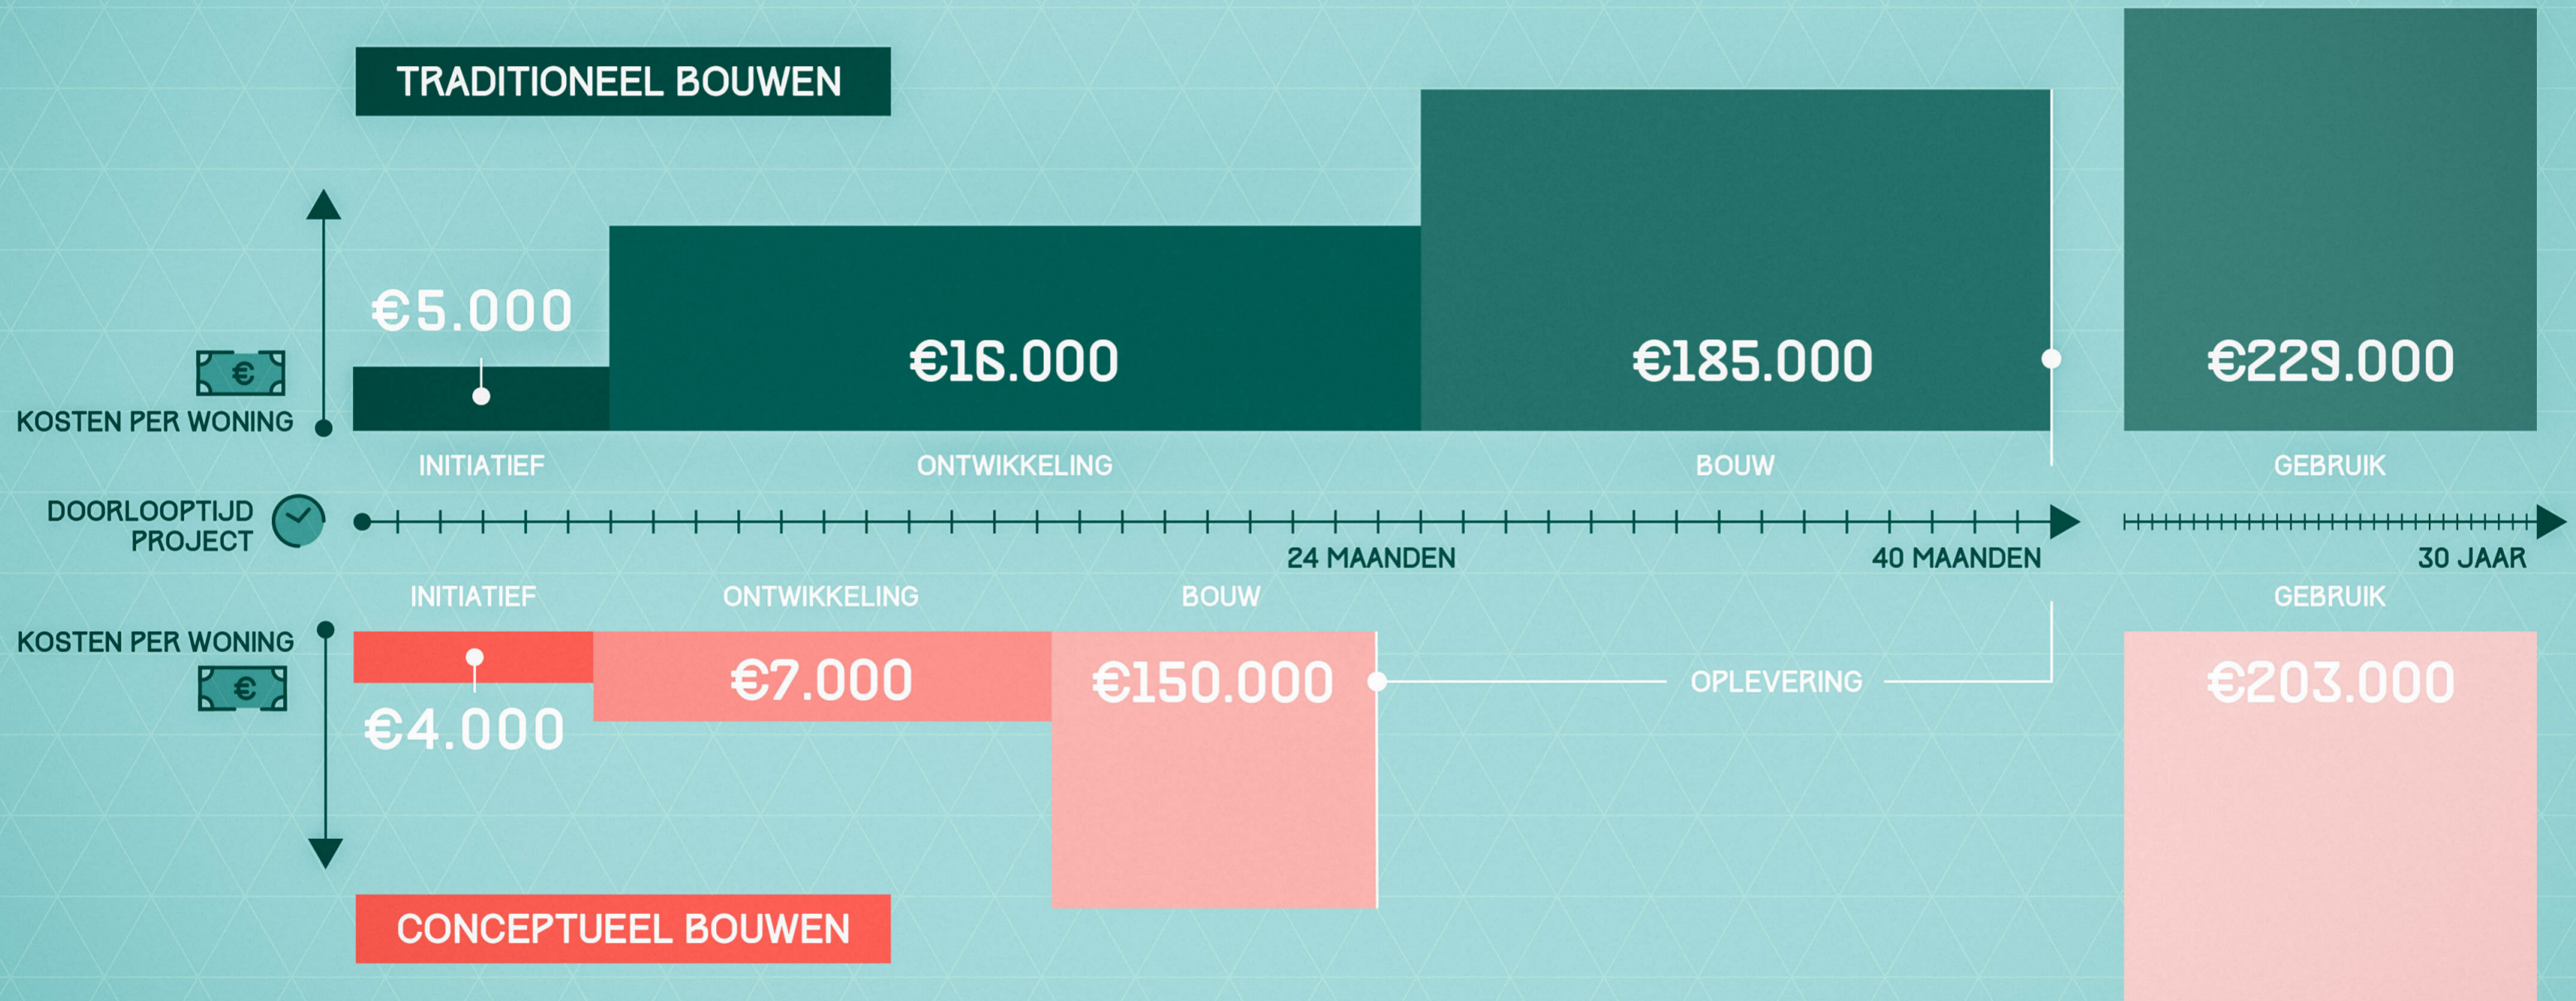 TRADITIONEEL BOUWEN
€5.000
€16.000
€185.000
€229.000
€
KOSTEN PER WONING
INITIATIEF
ONTWIKKELING
BOUW
GEBRUIK
DOORLOOPTIJD
PROJECT
24 MAANDEN
40 MAANDEN
30 JAAR
INITIATIEF
ONTWIKKELING
BOUW
GEBRUIK
KOSTEN PER WONING
€
€4.000
€7.000
€150.000
OPLEVERING
€203.000
CONCEPTUEEL BOUWEN